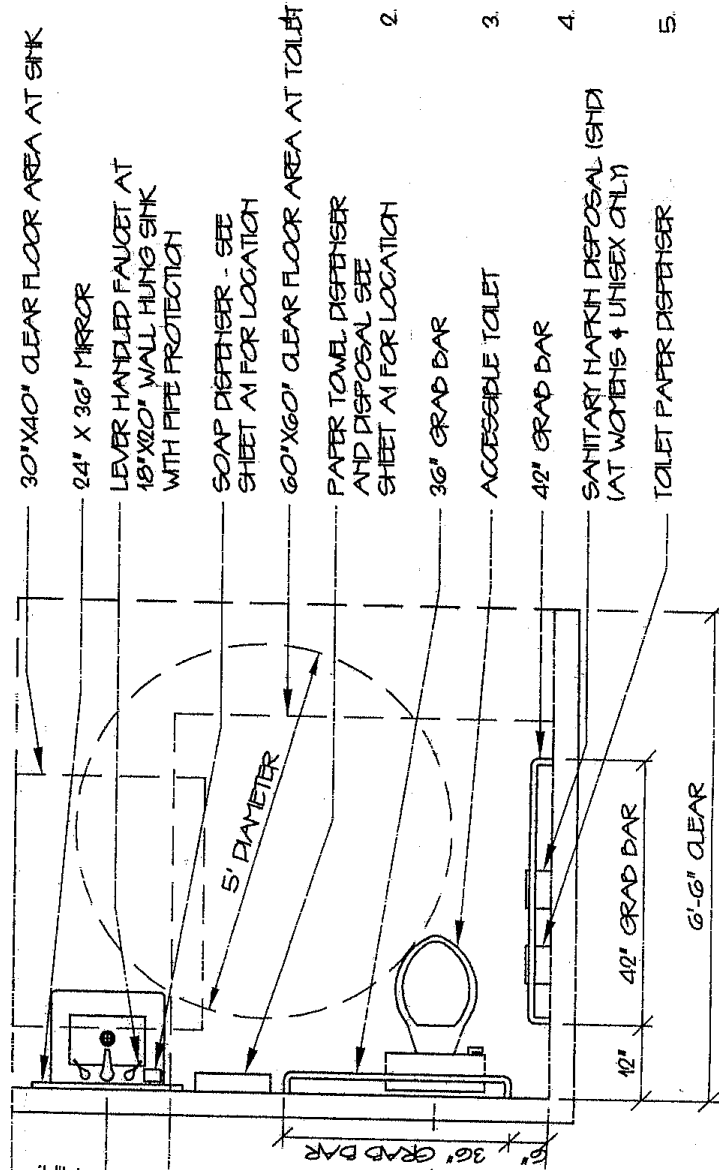 30"X40" CLEAR FLOOR AREA AT SINK
24" X 36" MIRROR
LEVER HANDLED FAUCET AT
18"X20" WALL HUNG SINK
WITH PIPE PROTECTION
SOAP DISPENSER - SEE
SHEET A1 FOR LOCATION
60"X60" CLEAR FLOOR AREA AT TOILET
PAPER TOWEL DISPENSER
AND DISPOSAL SEE
SHEET A1 FOR LOCATION
36" GRAB BAR
ACCESSIBLE TOILET
42" GRAB BAR
SANITARY NAPKIN DISPOSAL (SND)
(AT WOMENS & UNISEX ONLY)
TOILET PAPER DISPENSER
2.
3.
4.
5.
5' DIAMETER
36" GRAB BAR
6"
12"
42" GRAB BAR
6'-6" CLEAR